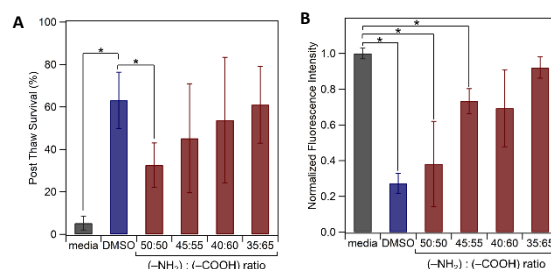 A
Post Thaw Survival (%)
100
80
60
40
20
0
*
*
media DMSO 50:50 45:55 40:60 35:65
(–NH₂) : (–COOH) ratio
B
Normalized Fluorescence Intensity
1.0
0.8
0.6
0.4
0.2
0.0
*
*
*
media DMSO 50:50 45:55 40:60 35:65
(–NH₂) : (–COOH) ratio